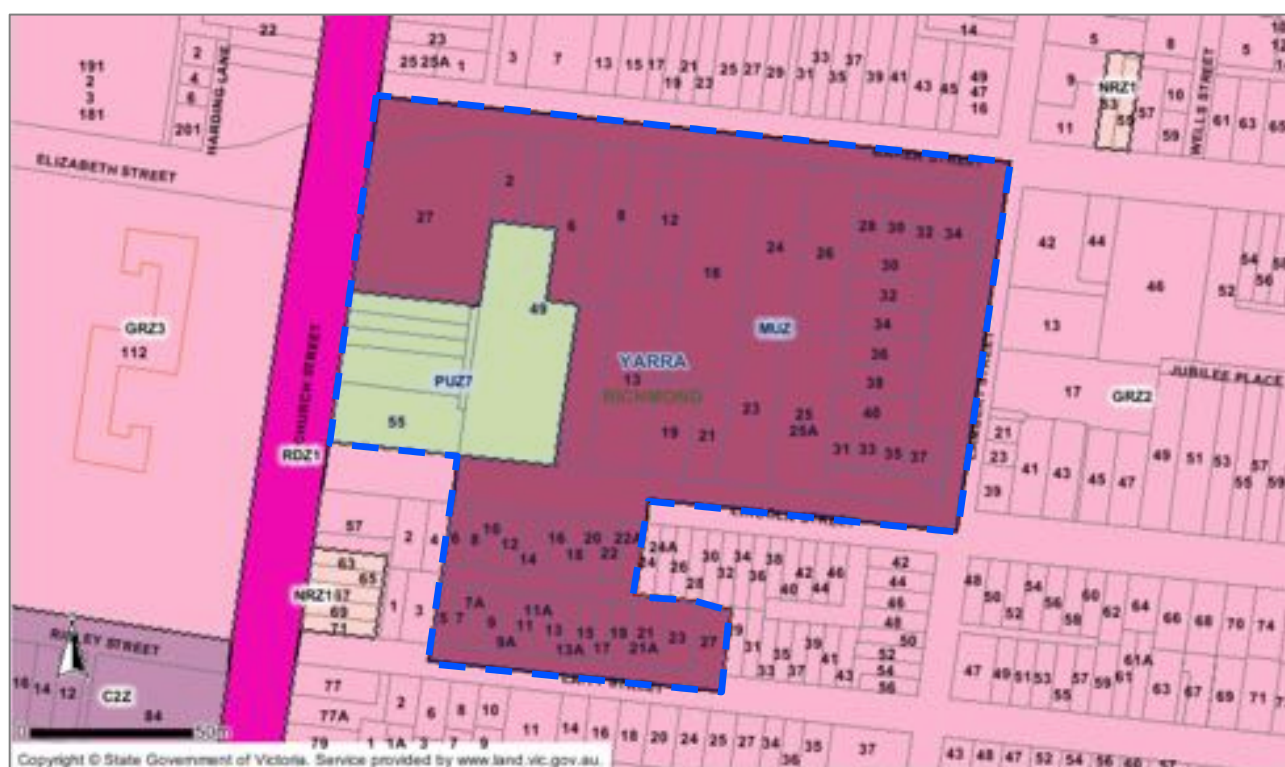 22
23
25 25A 1
3 7 13 15 17 19 21 23 25 27 29 31 33 35 37 39 41 43 45 49 47 16
14
5
8
5
191
2
3
181
2
4
6
201
HARDING LANE
9
11
NRZ1
53
55
57
10
59
WELLS STREET
61 63 65
ELIZABETH STREET
27
2
6
8
12
18
24
26
28 30 32 34
30
32
34
36
38
40
42 44
46
52
54
56
13
17
JUBILEE PLACE
GRZ2
GRZ3
112
CHURCH STREET
RDZ1
PUZ7
49
55
YARRA
RICHMOND
MUZ
13
19 21 23 25
25A
31 33 35 37
21
23
39
41 43 45 47 49 51 53 55 57 59
LINCOLN STREET
57
2 4 6 8 10 12 14 16 18 20 22 22A
24A
24 26 28 30 32 34 36 38 40 42 44 46
42
44
46
48
50
52
54
56
48 50 52 54 56 58 60 62 64 66 68 70 74
63
65
NRZ1
67
69
71
1 3 5 7 7A 9 9A 11 11A 13 13A 15 17 19 21 21A 23 27
29 31 33 35 37 39 41 43
47 49 51 53 55 57 59 61 61A 63 67 69 71
STREET
C2Z
16 14 12
84
77
77A
79
2 6 8 10
1 1A 3 7 9
11 14 16 18 20 24 25 27 34 36 35 37
43 48 47 52 54 56 60 57
0 50m
Copyright © State Government of Victoria. Service provided by www.land.vic.gov.au.